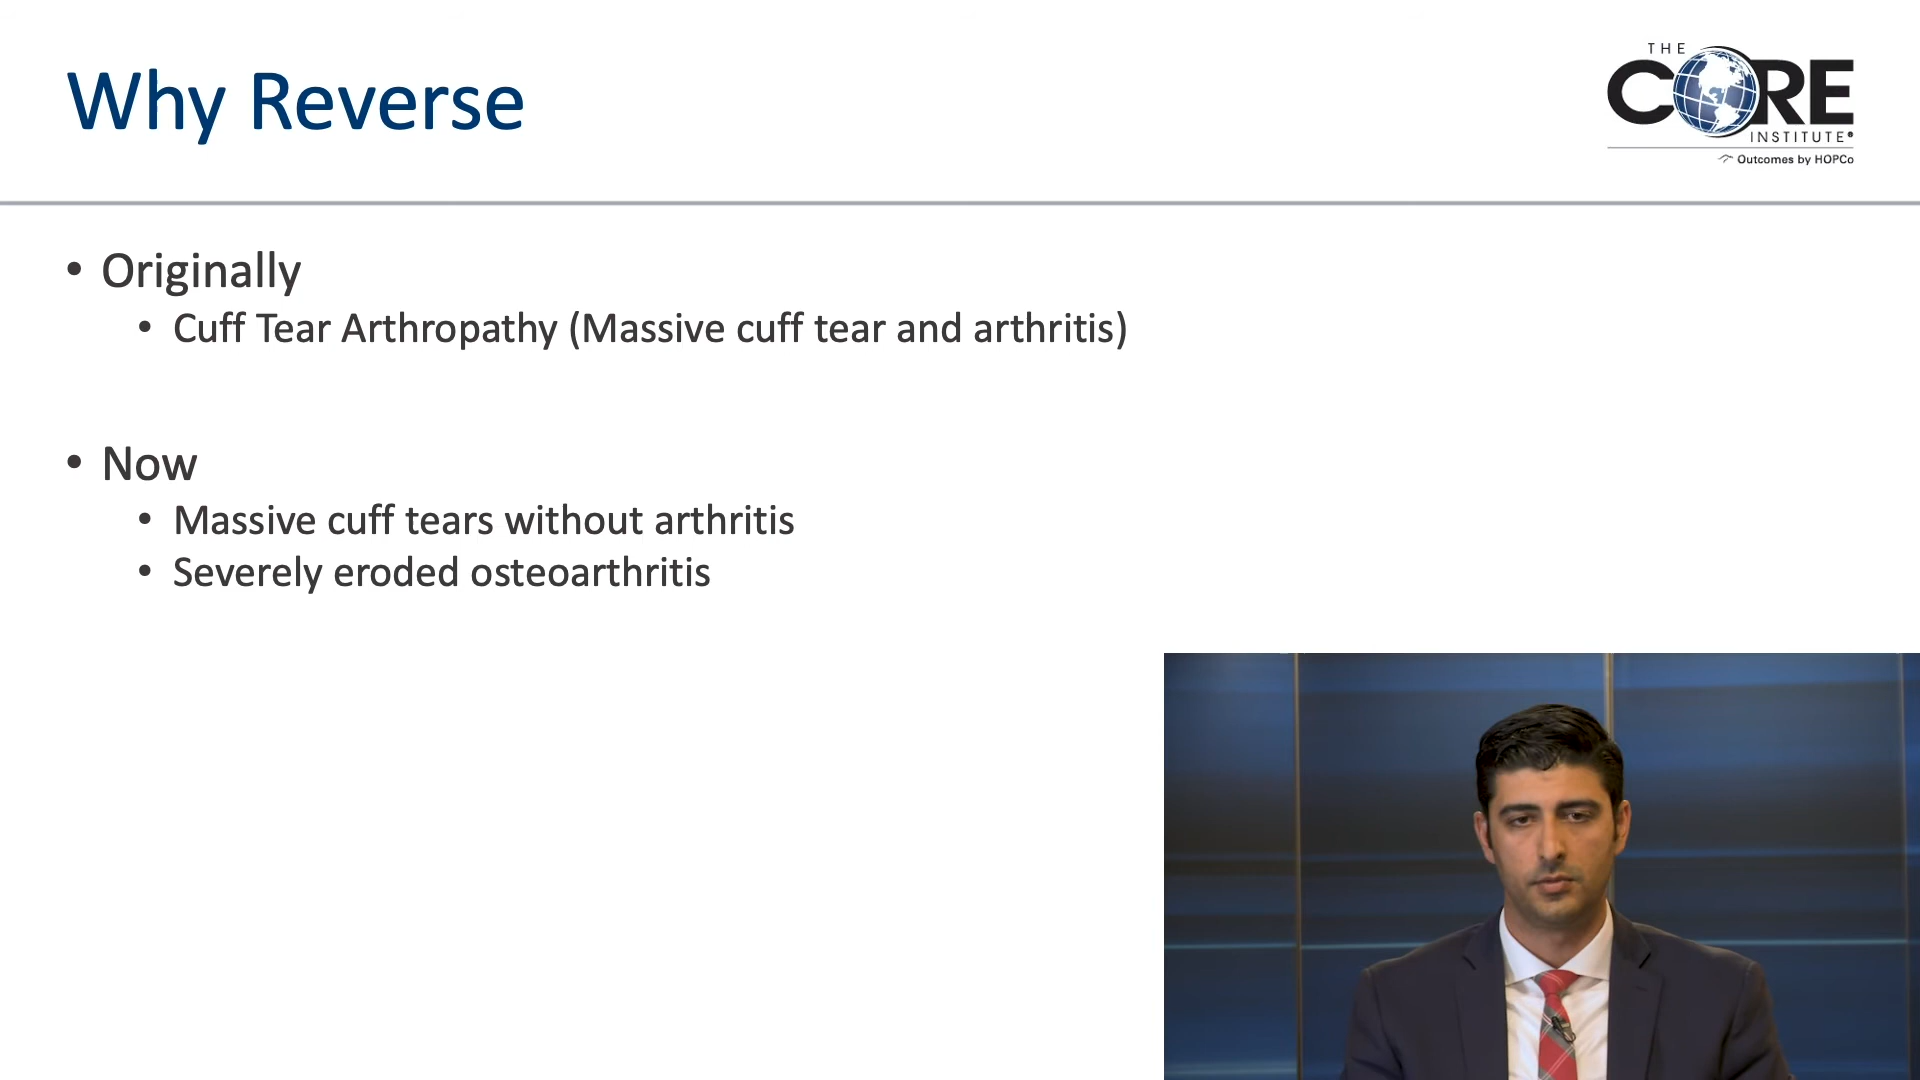 Why Reverse
THE
CORE
INSTITUTE®
Outcomes by HOPCo
• Originally
• Cuff Tear Arthropathy (Massive cuff tear and arthritis)
• Now
• Massive cuff tears without arthritis
• Severely eroded osteoarthritis